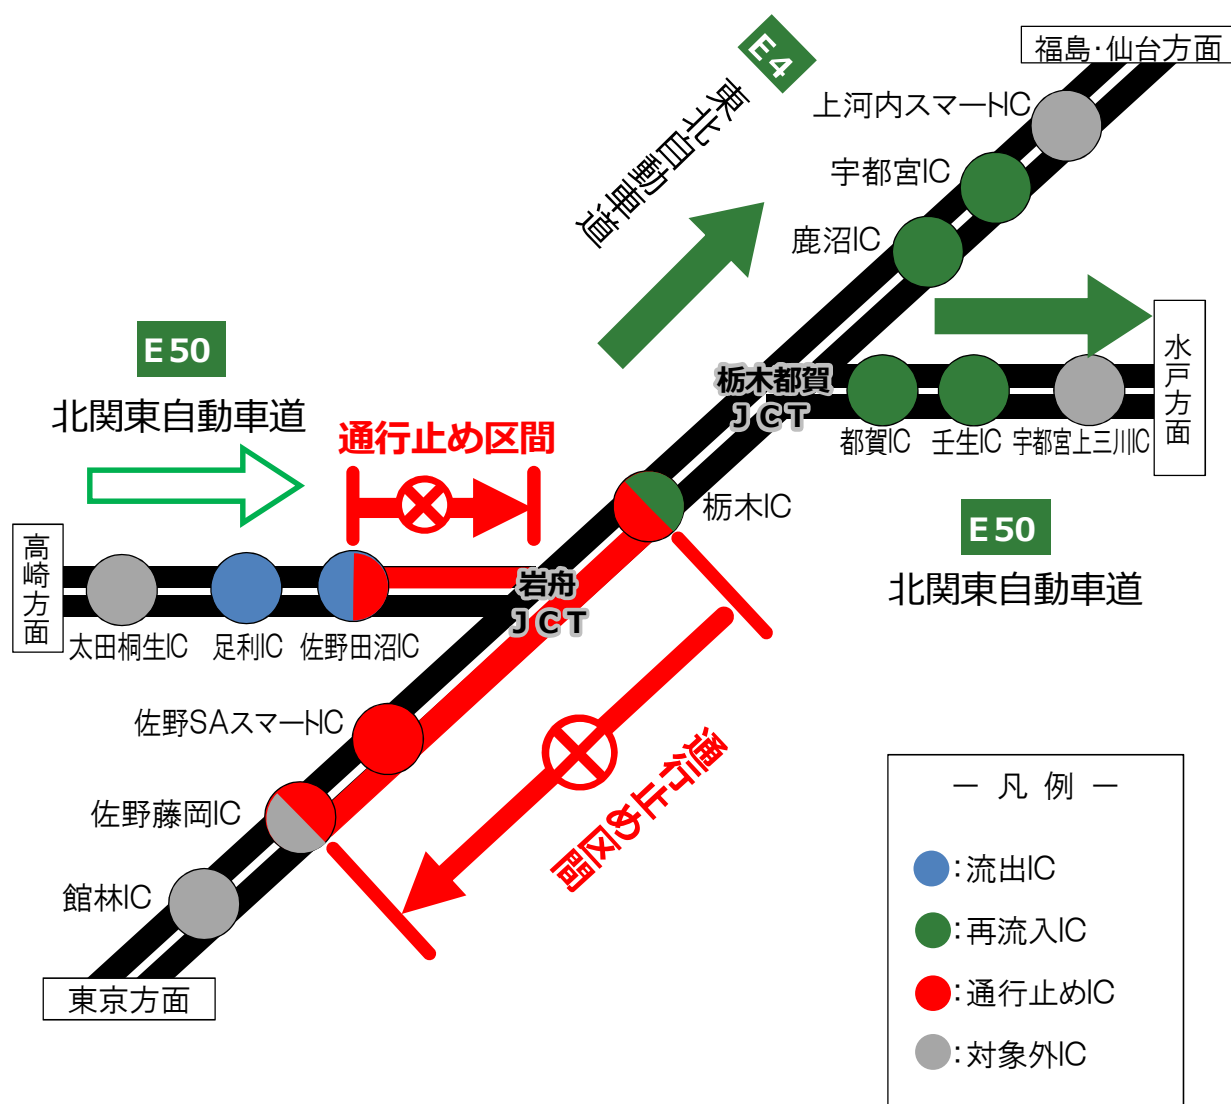 福島・仙台方面
E4
東北自動車道
上河内スマートIC
宇都宮IC
鹿沼IC
E50
北関東自動車道
通行止め区間
栃木都賀
JCT
水戸方面
都賀IC
壬生IC
宇都宮上三川IC
栃木IC
E50
北関東自動車道
高崎方面
岩舟
JCT
太田桐生IC
足利IC
佐野田沼IC
佐野SAスマートIC
通行止め区間
佐野藤岡IC
館林IC
東京方面
― 凡 例 ―
:流出IC
:再流入IC
:通行止めIC
:対象外IC